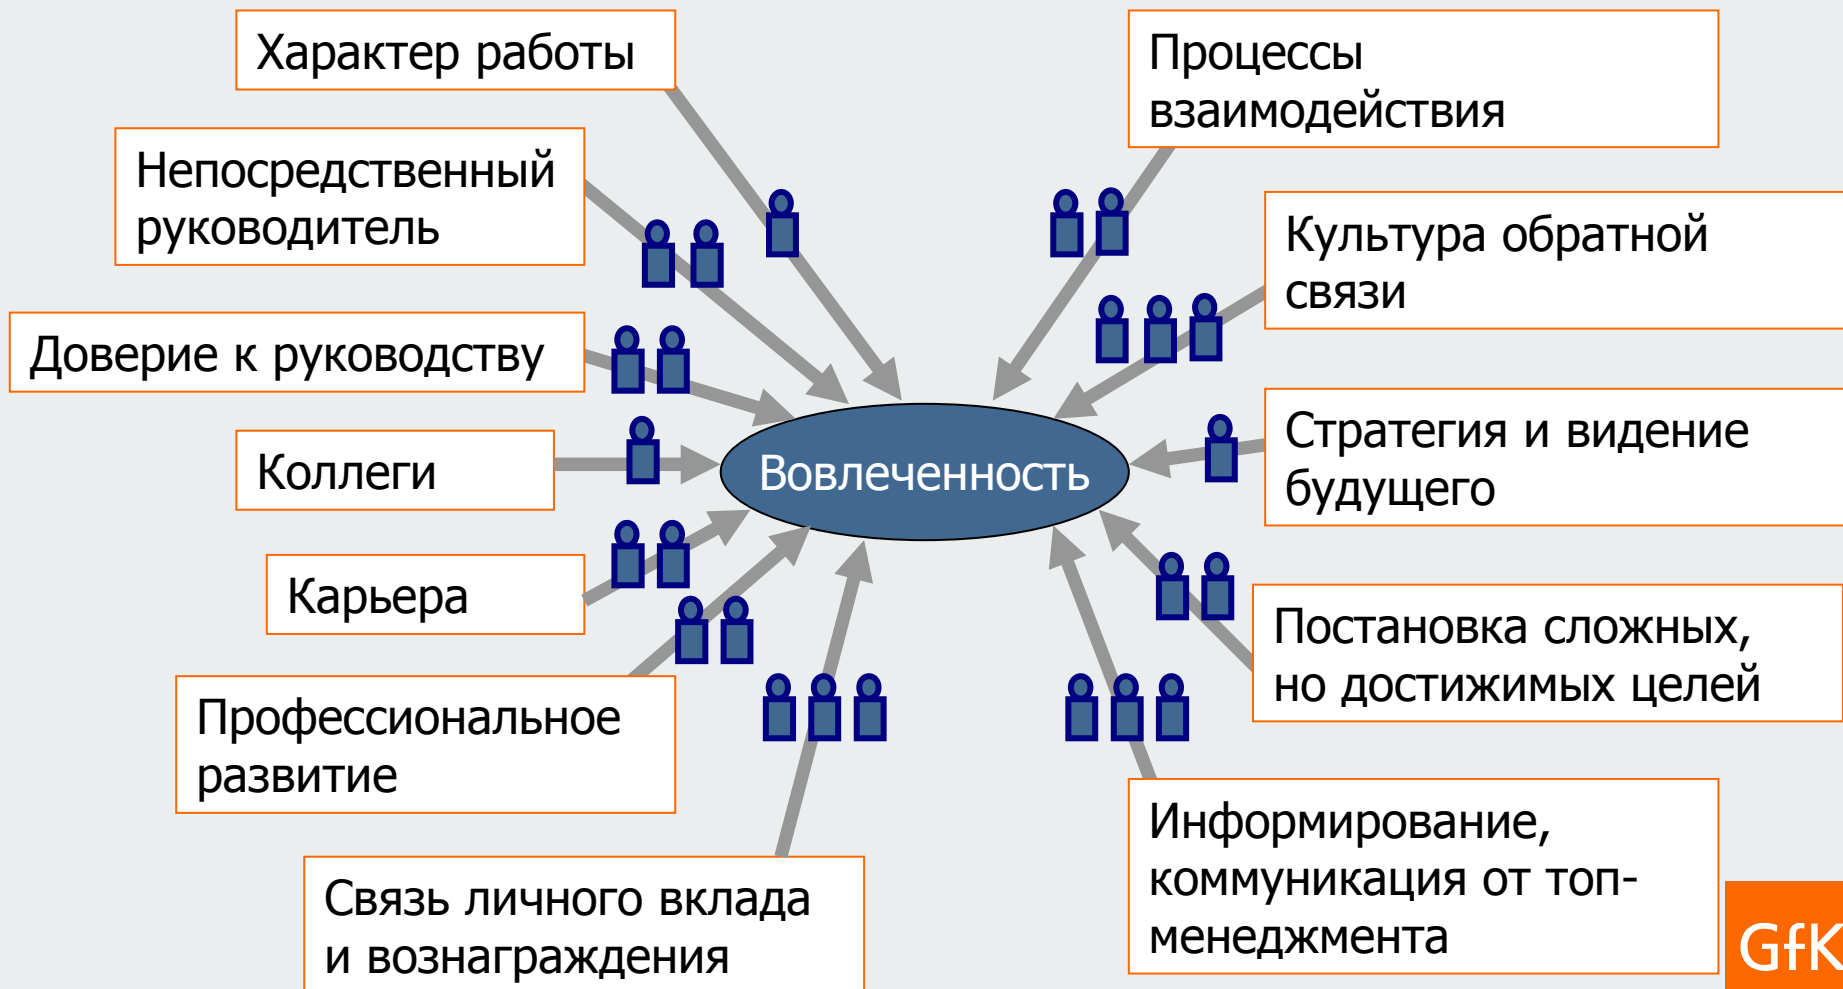 Характер работы
Непосредственный
руководитель
Доверие к руководству
Коллеги
Карьера
Профессиональное
развитие
Связь личного вклада
и вознаграждения
Вовлеченность
Процессы
взаимодействия
Культура обратной
связи
Стратегия и видение
будущего
Постановка сложных,
но достижимых целей
Информирование,
коммуникация от топ-
менеджмента
GfK